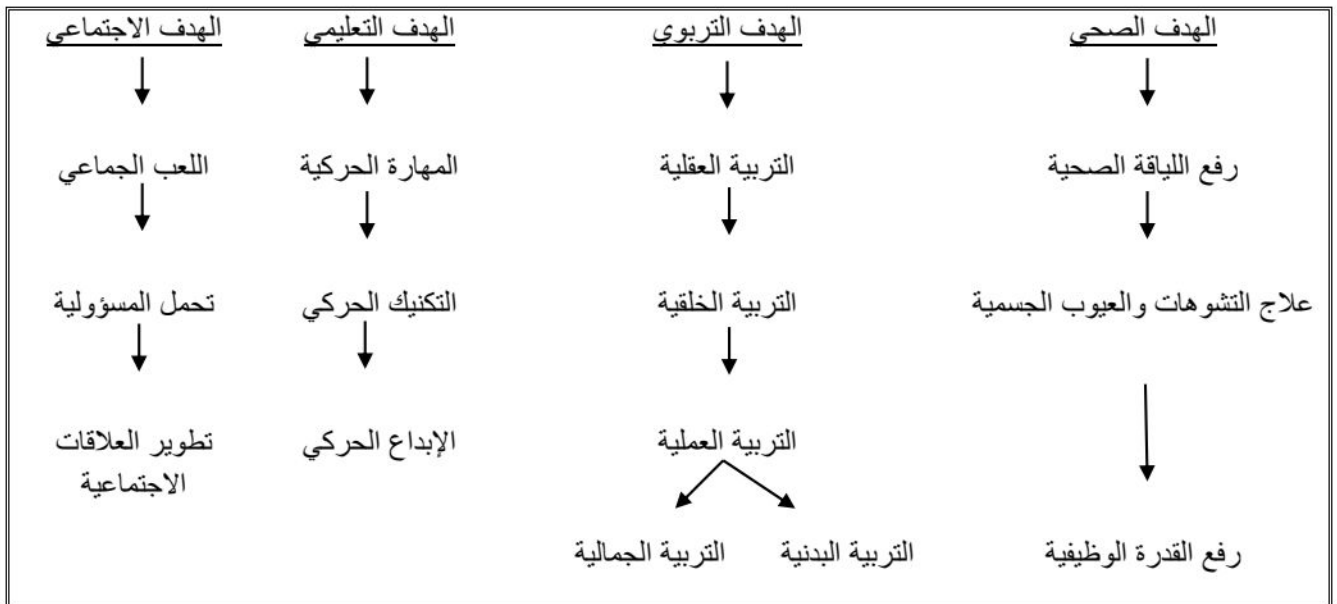 الهدف الصحي
الهدف التربوي
الهدف التعليمي
الهدف الاجتماعي
رفع اللياقة الصحية
التربية العقلية
المهارة الحركية
اللعب الجماعي
علاج التشوهات والعيوب الجسمية
التربية الخلقية
التكنيك الحركي
تحمل المسؤولية
التربية العملية
الإبداع الحركي
تطوير العلاقات
الاجتماعية
رفع القدرة الوظيفية
التربية البدنية
التربية الجمالية